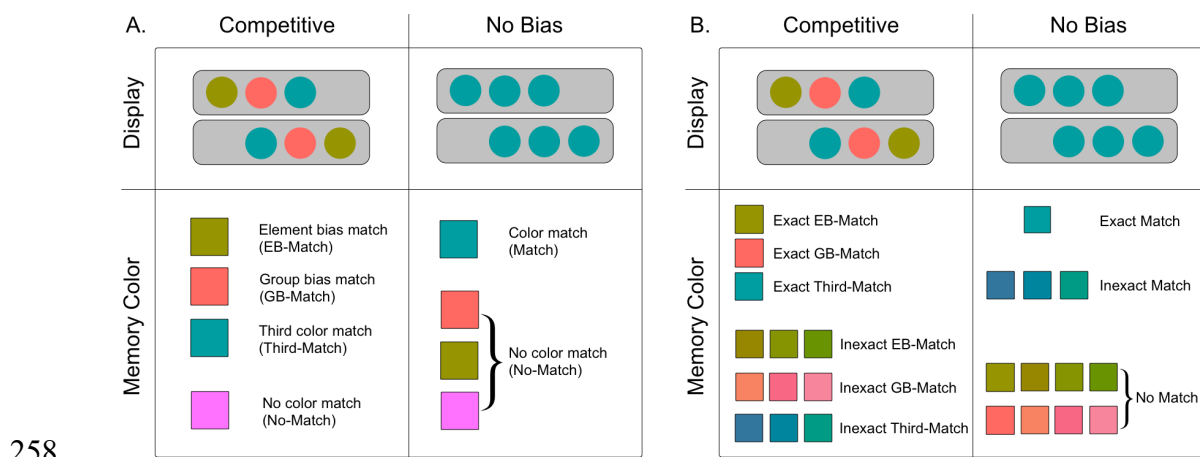 A.
Competitive
No Bias
Display
Memory Color
Element bias match
(EB-Match)
Group bias match
(GB-Match)
Third color match
(Third-Match)
No color match
(No-Match)
Color match
(Match)
No color match
(No-Match)
B.
Competitive
No Bias
Display
Memory Color
Exact EB-Match
Exact GB-Match
Exact Third-Match
Inexact EB-Match
Inexact GB-Match
Inexact Third-Match
Exact Match
Inexact Match
No Match
258